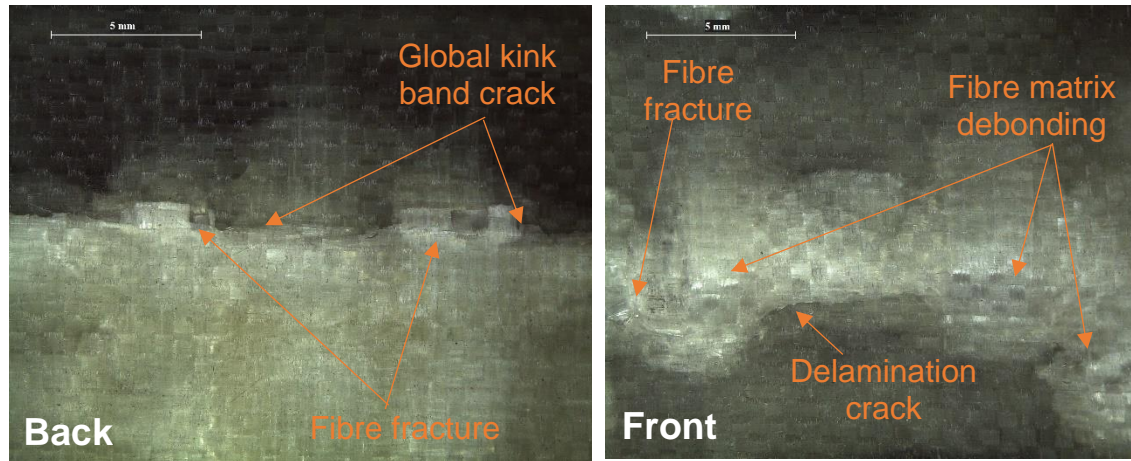 5 mm
Global kink
band crack
Fibre fracture
Back
5 mm
Fibre
fracture
Fibre matrix
debonding
Delamination
crack
Front